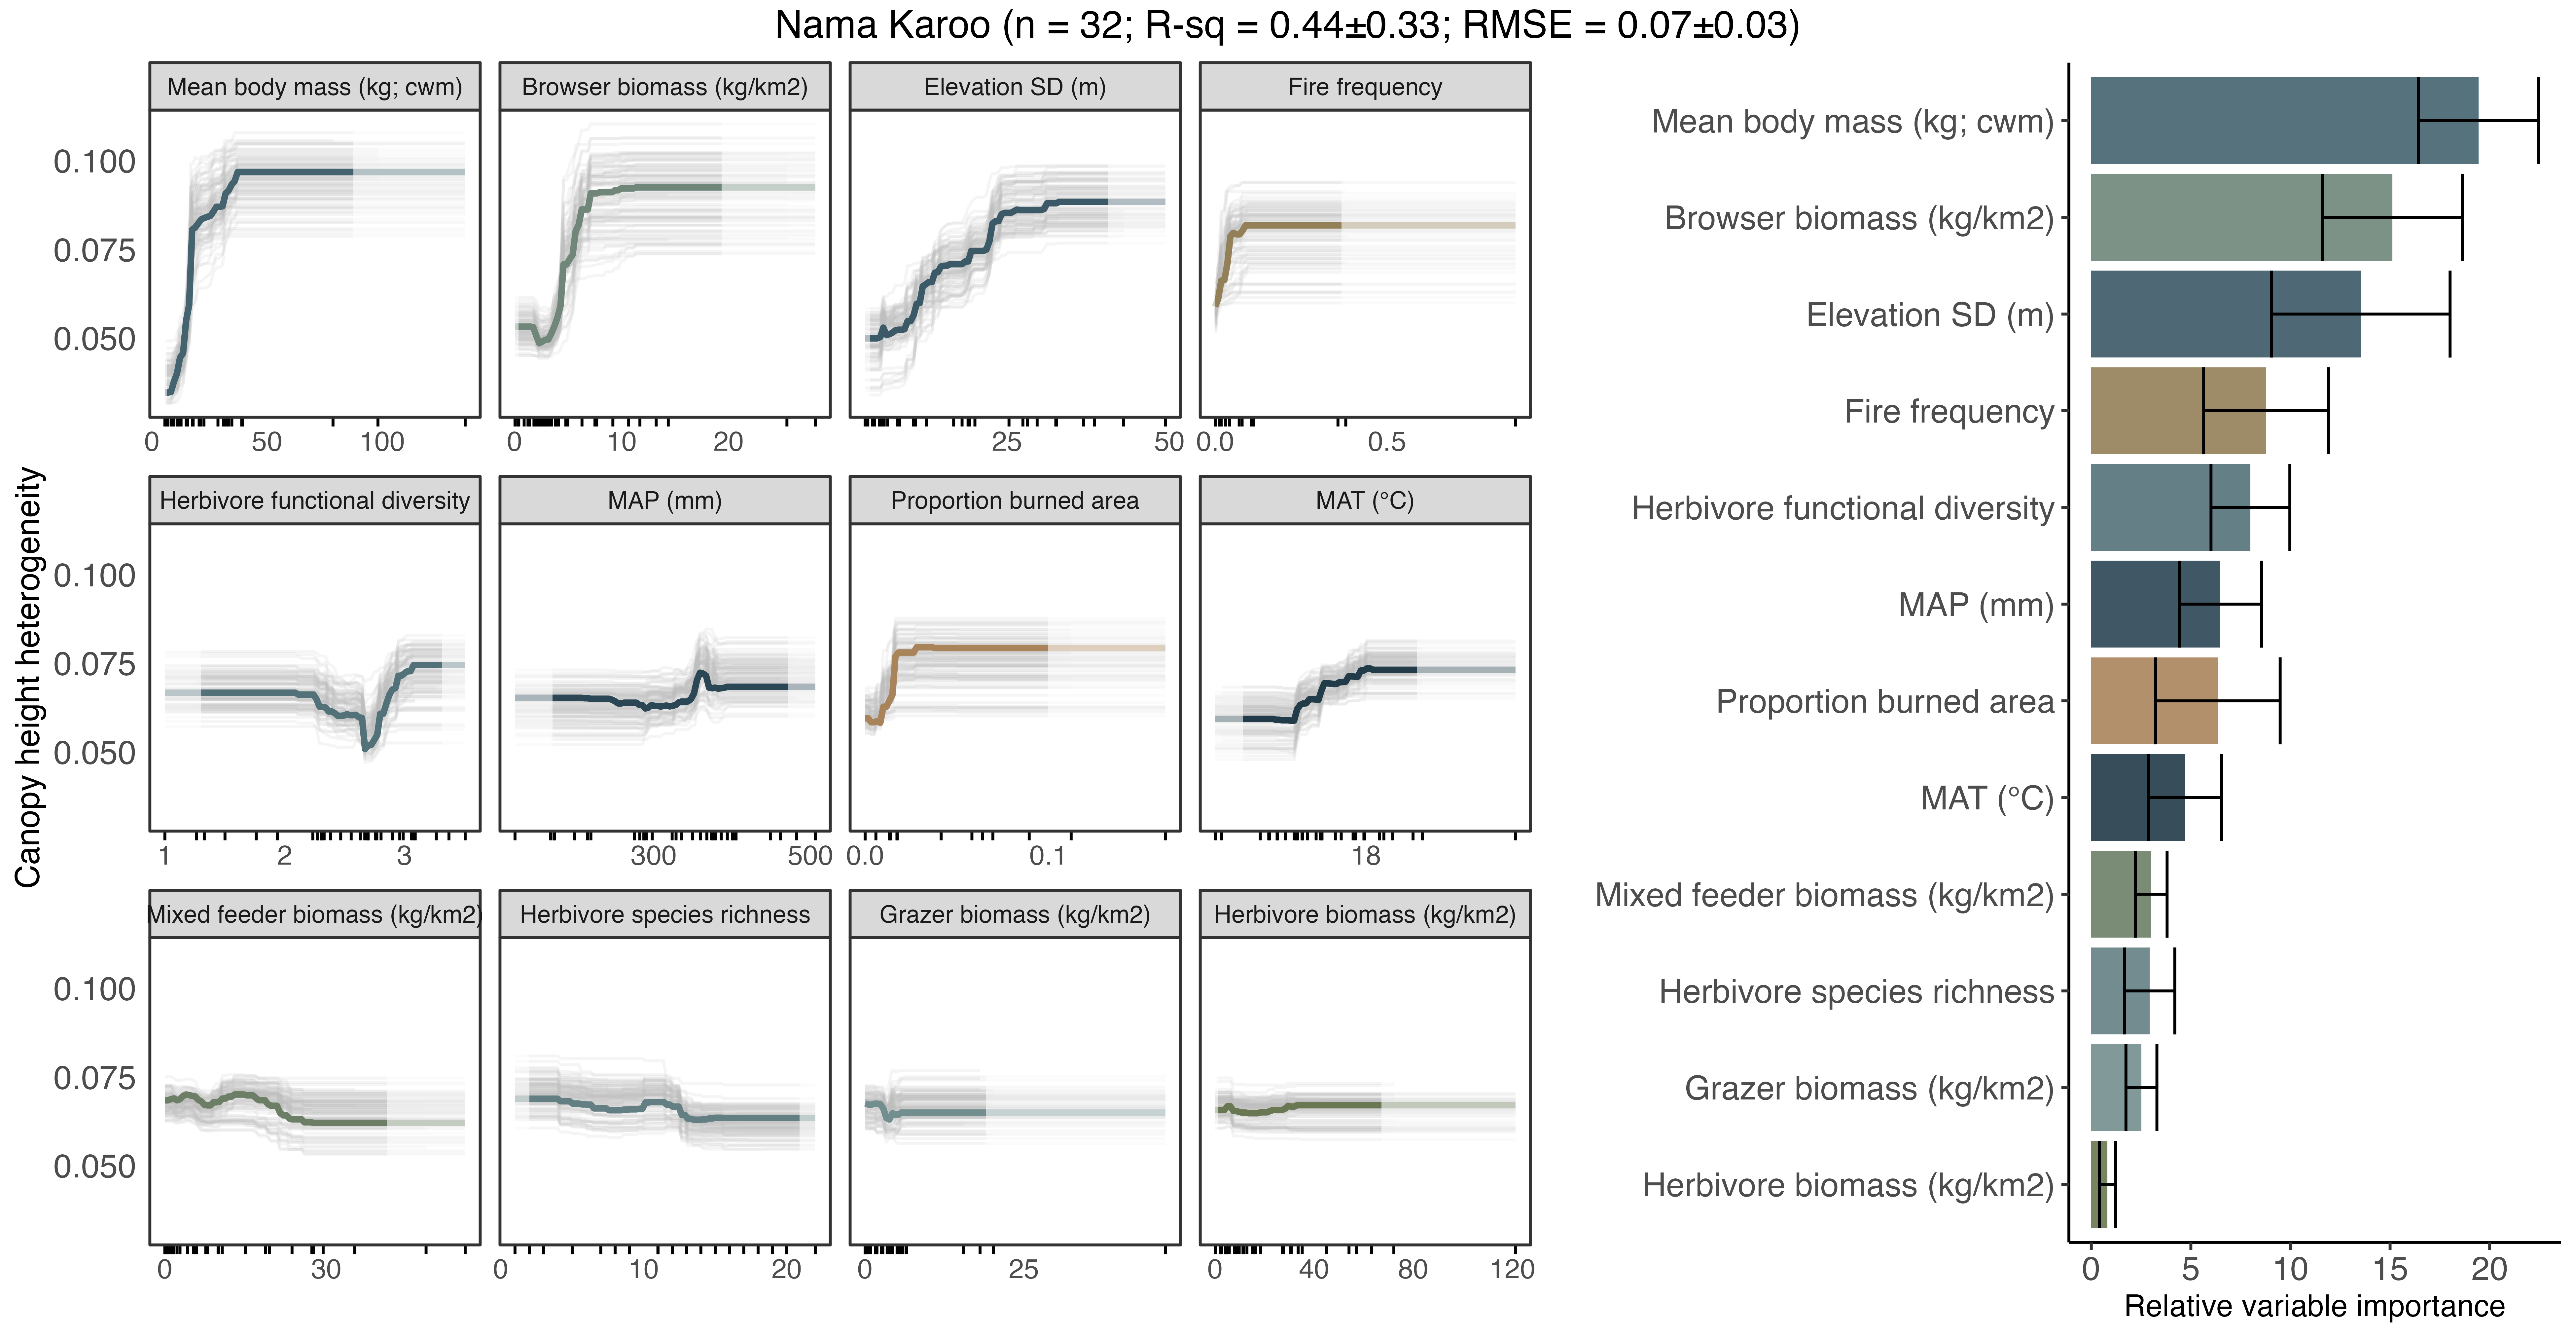 Nama Karoo (n = 32; R-sq = 0.44±0.33; RMSE = 0.07±0.03)
Canopy height heterogeneity
Mean body mass (kg; cwm)
Browser biomass (kg/km2)
Elevation SD (m)
Fire frequency
0.100
0.075
0.050
0 50 100
0 10 20
25 50
0.0 0.5
Herbivore functional diversity
MAP (mm)
Proportion burned area
MAT (°C)
0.100
0.075
0.050
1 2 3
300 500
0.0 0.1
18
Mixed feeder biomass (kg/km2)
Herbivore species richness
Grazer biomass (kg/km2)
Herbivore biomass (kg/km2)
0.100
0.075
0.050
0 30
0 10 20
0 25
0 40 80 120
Mean body mass (kg; cwm)
Browser biomass (kg/km2)
Elevation SD (m)
Fire frequency
Herbivore functional diversity
MAP (mm)
Proportion burned area
MAT (°C)
Mixed feeder biomass (kg/km2)
Herbivore species richness
Grazer biomass (kg/km2)
Herbivore biomass (kg/km2)
0 5 10 15 20
Relative variable importance